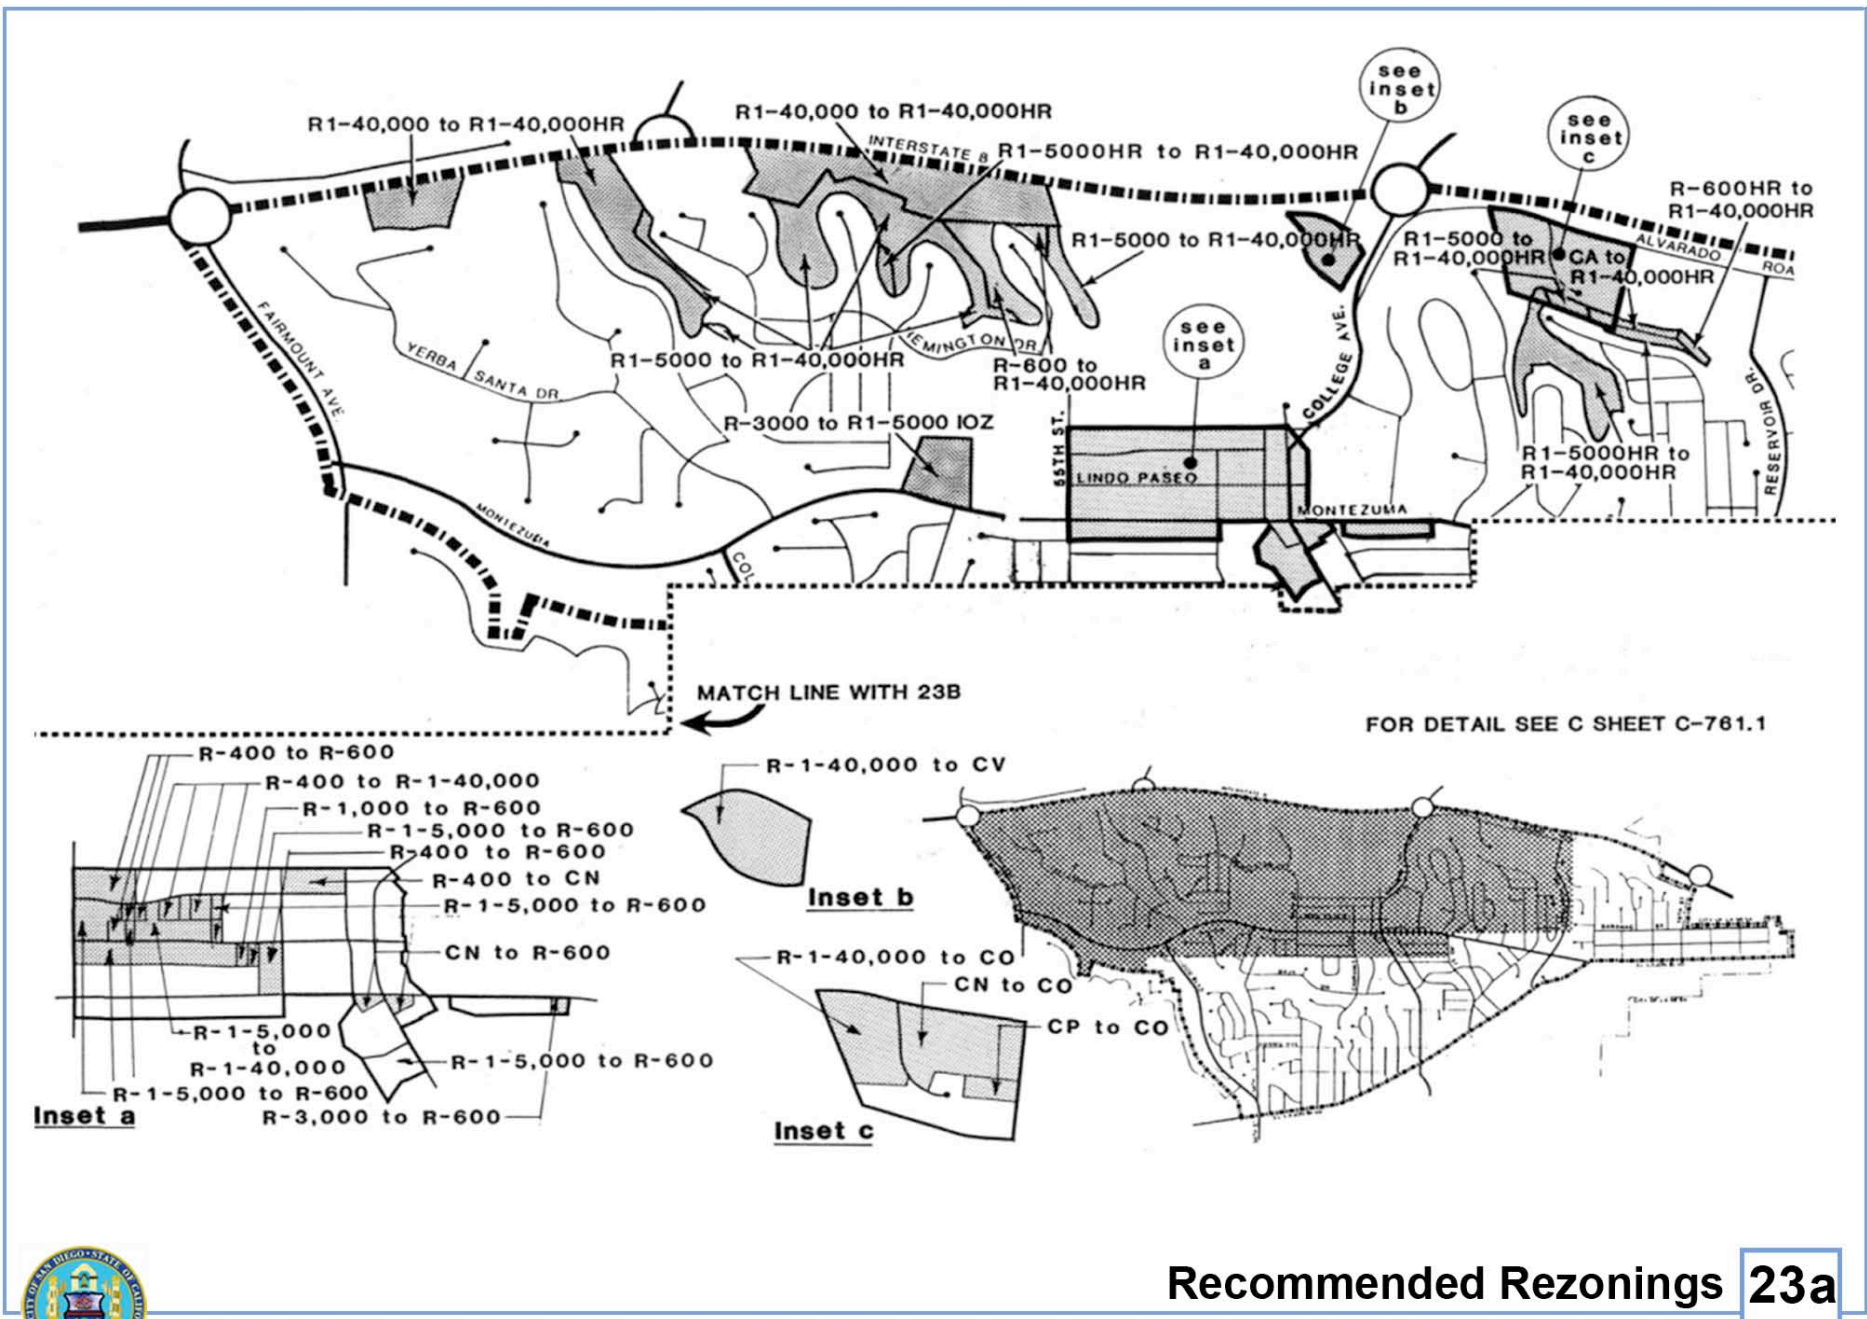 see
inset
b
see
inset
c
R1-40,000 to R1-40,000HR
R1-40,000 to R1-40,000HR
INTERSTATE 8
R1-5000HR to R1-40,000HR
R-600HR to
R1-40,000HR
R1-5000 to R1-40,000HR
R1-5000 to
R1-40,000HR
CA to
R1-40,000HR
ALVARADO
ROA
FAIRMOUNT AVE.
YERBA SANTA DR.
R1-5000 to R1-40,000HR
EMINGTON DR.
R-600 to
R1-40,000HR
see
inset
a
COLLEGE AVE.
RESERVOIR DR.
R-3000 to R1-5000 IOZ
55TH ST.
LINDO PASEO
R1-5000HR to
R1-40,000HR
MONTEZUMA
MONTEZUMA
COL
MATCH LINE WITH 23B
FOR DETAIL SEE C SHEET C-761.1
R-400 to R-600
R-400 to R-1-40,000
R-1,000 to R-600
R-1-5,000 to R-600
R-400 to R-600
R-400 to CN
R-1-5,000 to R-600
CN to R-600
R-1-5,000
to
R-1-40,000
R-1-5,000 to R-600
R-1-5,000 to R-600
R-3,000 to R-600
Inset a
R-1-40,000 to CV
Inset b
R-1-40,000 to CO
CN to CO
CP to CO
Inset c
Recommended Rezonings
23a